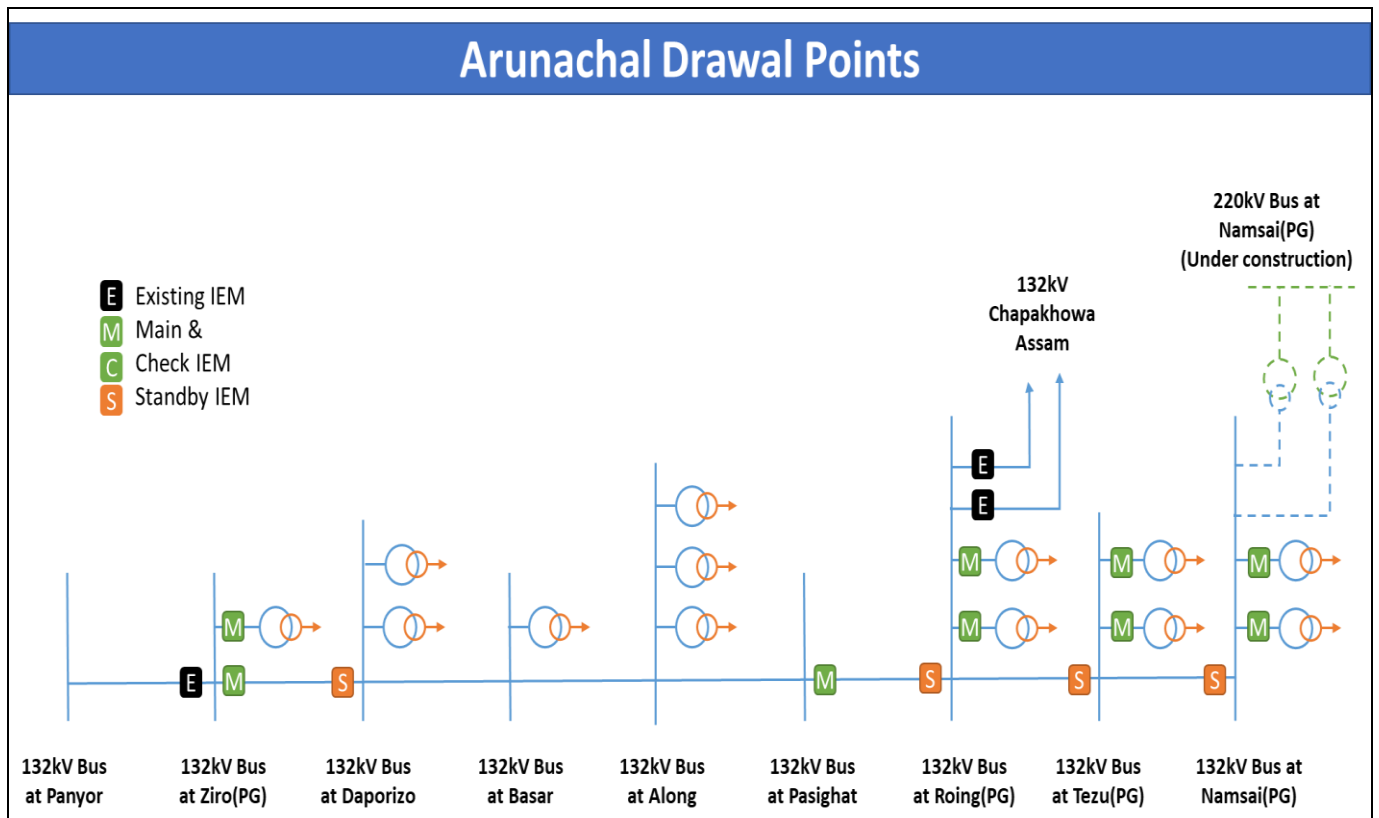 Arunachal Drawal Points
220kV Bus at
Namsai(PG)
(Under construction)
132kV
Chapakhowa
Assam
E Existing IEM
M Main &
C Check IEM
S Standby IEM
E
E
M
M
M
M
M
M
M
M
E
M
S
M
S
S
S
132kV Bus
at Panyor
132kV Bus
at Ziro(PG)
132kV Bus
at Daporizo
132kV Bus
at Basar
132kV Bus
at Along
132kV Bus
at Pasighat
132kV Bus
at Roing(PG)
132kV Bus
at Tezu(PG)
132kV Bus at
Namsai(PG)